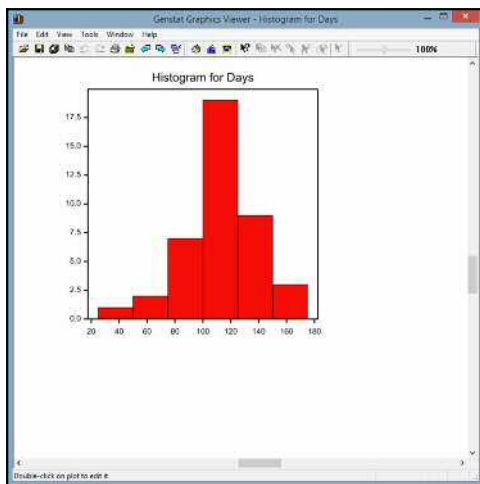 Genstat Graphics Viewer - Histogram for Days
File Edit View Tools Window Help
100%
Histogram for Days
17.5
15.0
12.5
10.0
7.5
5.0
2.5
0.0
20 40 60 80 100 120 140 160 180
Double-click on plot to edit it